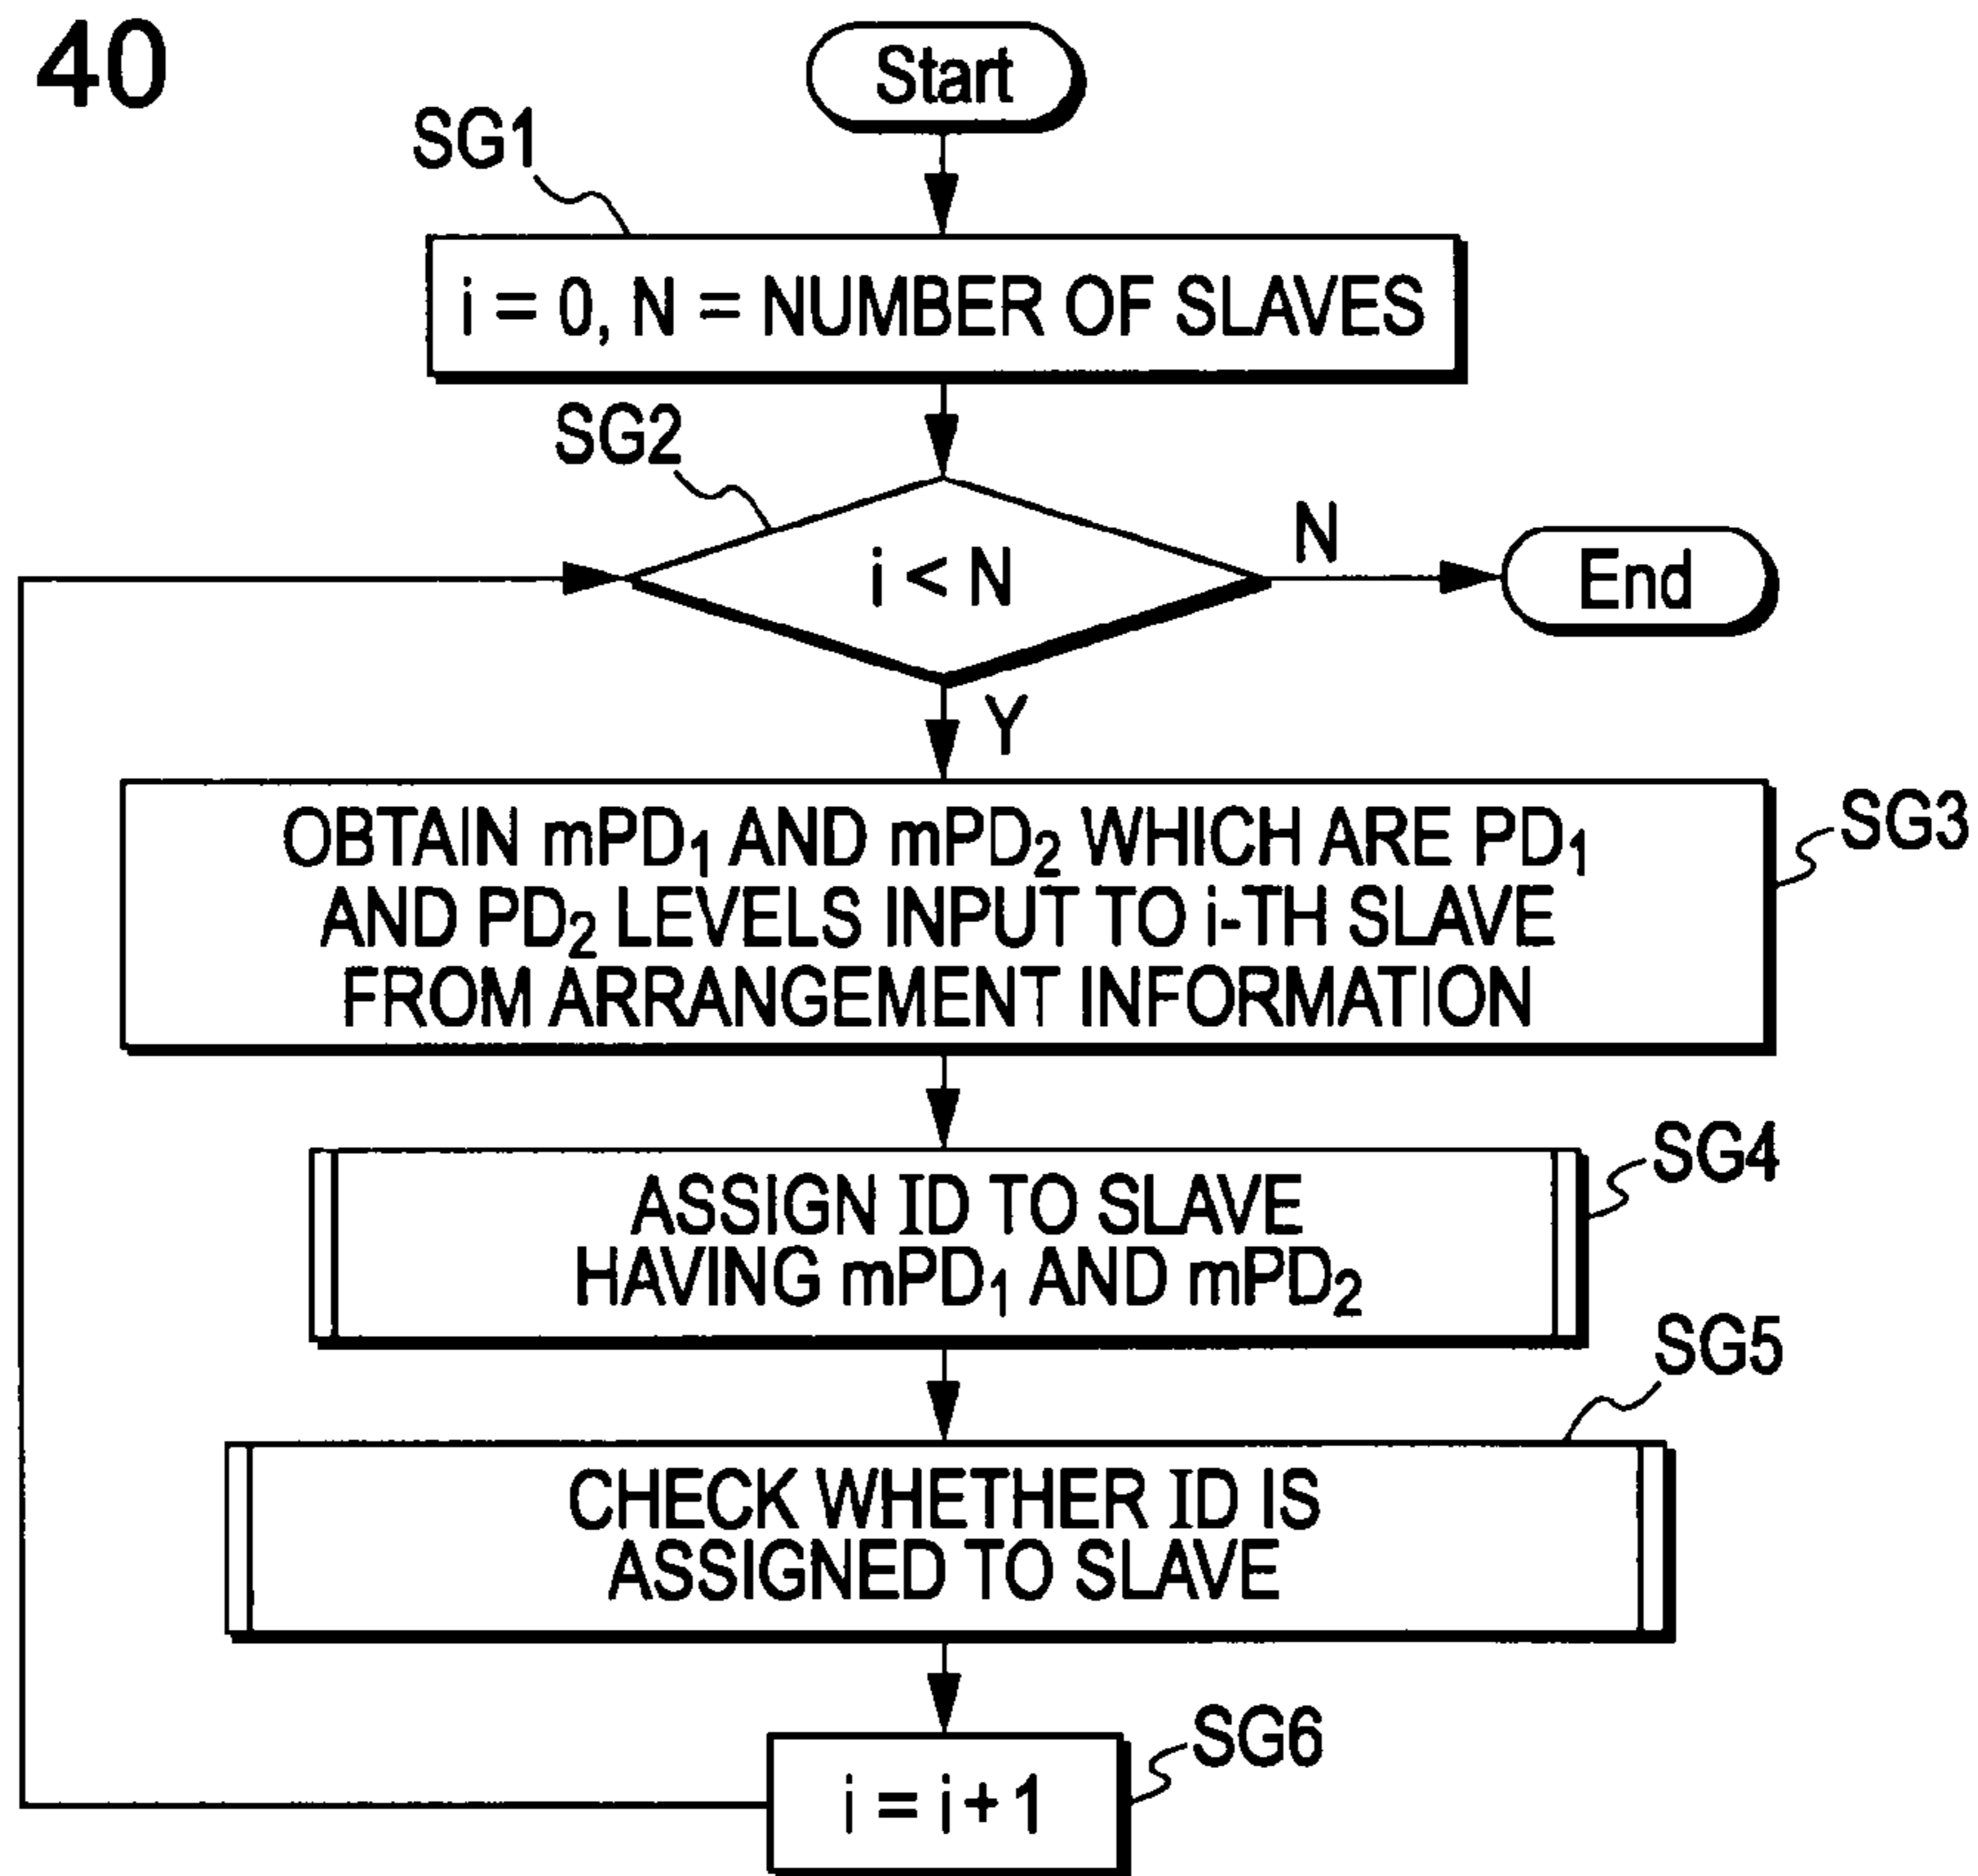 40
Start
SG1
i = 0, N = NUMBER OF SLAVES
SG2
i < N
N
End
Y
OBTAIN mPD₁ AND mPD₂ WHICH ARE PD₁
AND PD₂ LEVELS INPUT TO i-TH SLAVE
FROM ARRANGEMENT INFORMATION
SG3
ASSIGN ID TO SLAVE
HAVING mPD₁ AND mPD₂
SG4
CHECK WHETHER ID IS
ASSIGNED TO SLAVE
SG5
i = i + 1
SG6